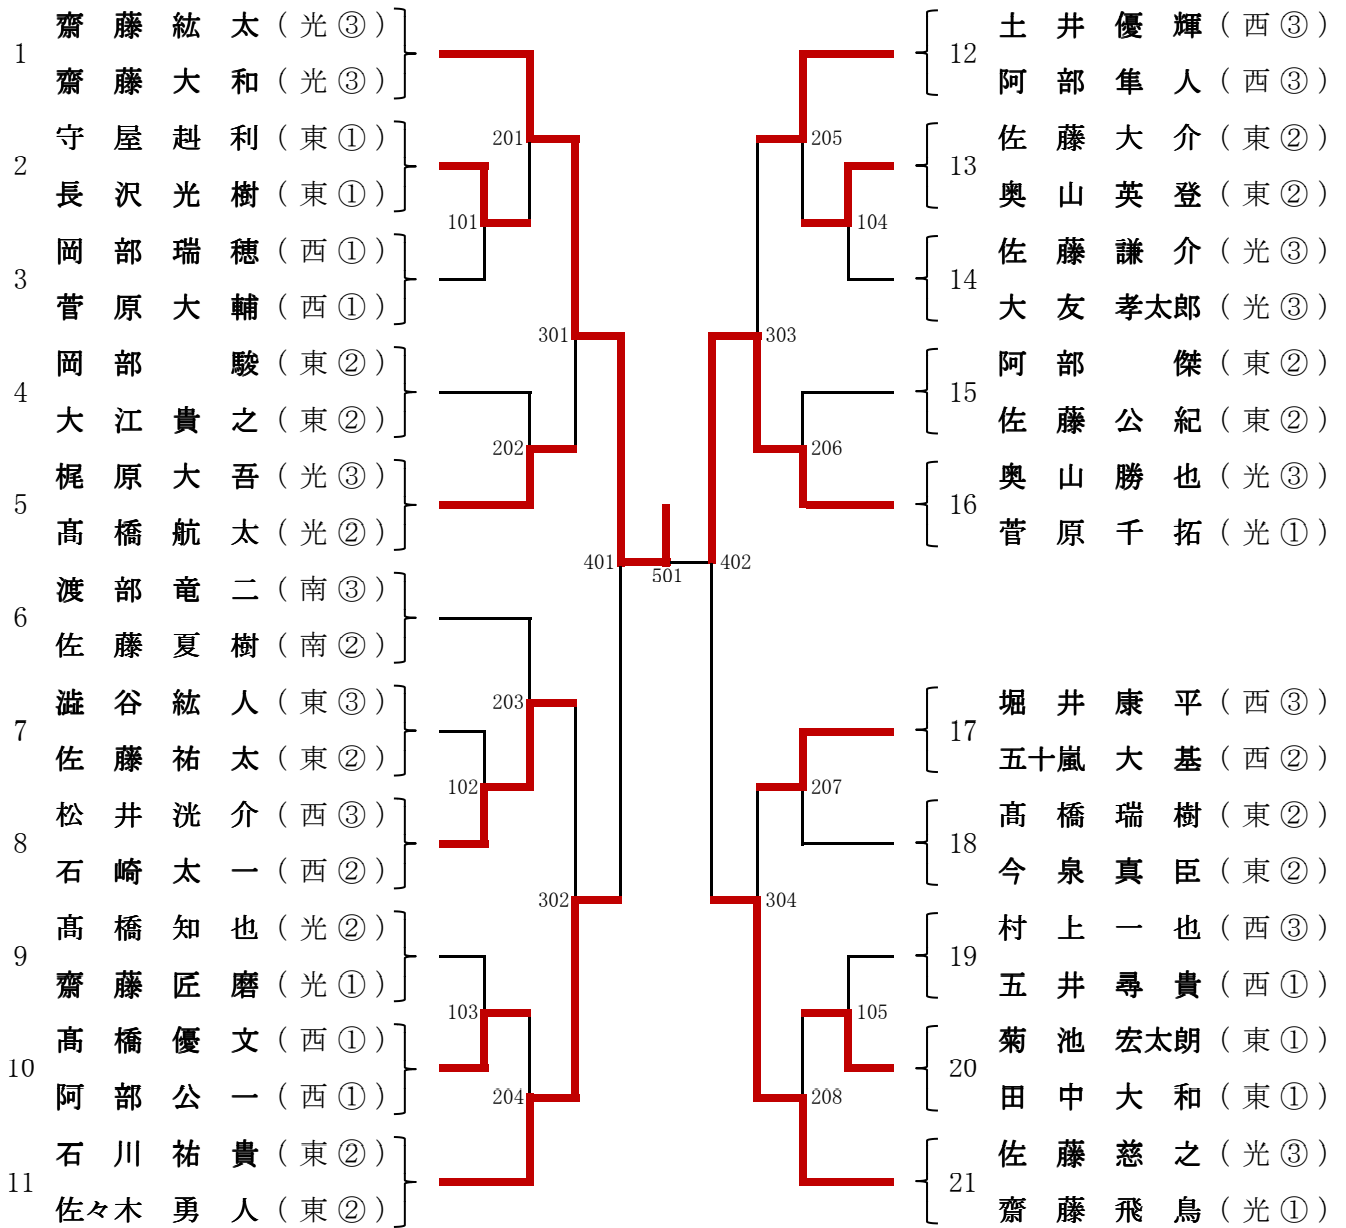 1
齋藤紘太（光③）
齋藤大和（光③）
2
守屋赳利（東①）
長沢光樹（東①）
3
岡部瑞穂（西①）
菅原大輔（西①）
4
岡部　駿（東②）
大江貴之（東②）
5
梶原大吾（光③）
髙橋航太（光②）
6
渡部竜二（南③）
佐藤夏樹（南②）
7
澁谷紘人（東③）
佐藤祐太（東②）
8
松井洸介（西③）
石崎太一（西②）
9
髙橋知也（光②）
齋藤匠磨（光①）
10
髙橋優文（西①）
阿部公一（西①）
11
石川祐貴（東②）
佐々木勇人（東②）
201
101
301
202
401
203
102
302
103
204
501
205
104
303
206
402
207
304
105
208
12
土井優輝（西③）
阿部隼人（西③）
13
佐藤大介（東②）
奥山英登（東②）
14
佐藤謙介（光③）
大友孝太郎（光③）
15
阿部　傑（東②）
佐藤公紀（東②）
16
奥山勝也（光③）
菅原千拓（光①）
17
堀井康平（西③）
五十嵐大基（西②）
18
髙橋瑞樹（東②）
今泉真臣（東②）
19
村上一也（西③）
五井尋貴（西①）
20
菊池宏太朗（東①）
田中大和（東①）
21
佐藤慈之（光③）
齋藤飛鳥（光①）